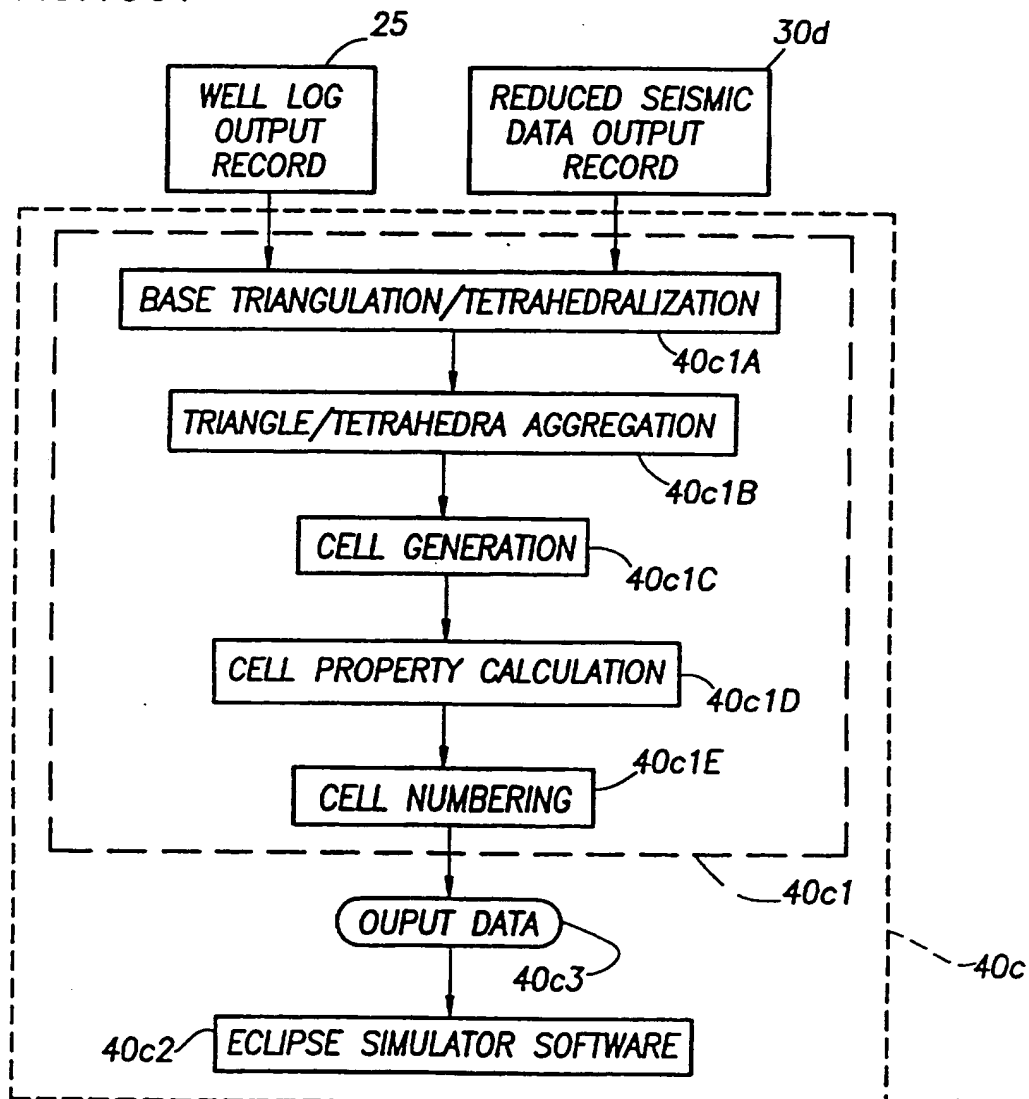 25
30d
WELL LOG
OUTPUT
RECORD
REDUCED SEISMIC
DATA OUTPUT
RECORD
BASE TRIANGULATION/TETRAHEDRALIZATION
40c1A
TRIANGLE/TETRAHEDRA AGGREGATION
40c1B
CELL GENERATION
40c1C
CELL PROPERTY CALCULATION
40c1D
40c1E
CELL NUMBERING
40c1
OUPUT DATA
40c3
40c
40c2
ECLIPSE SIMULATOR SOFTWARE